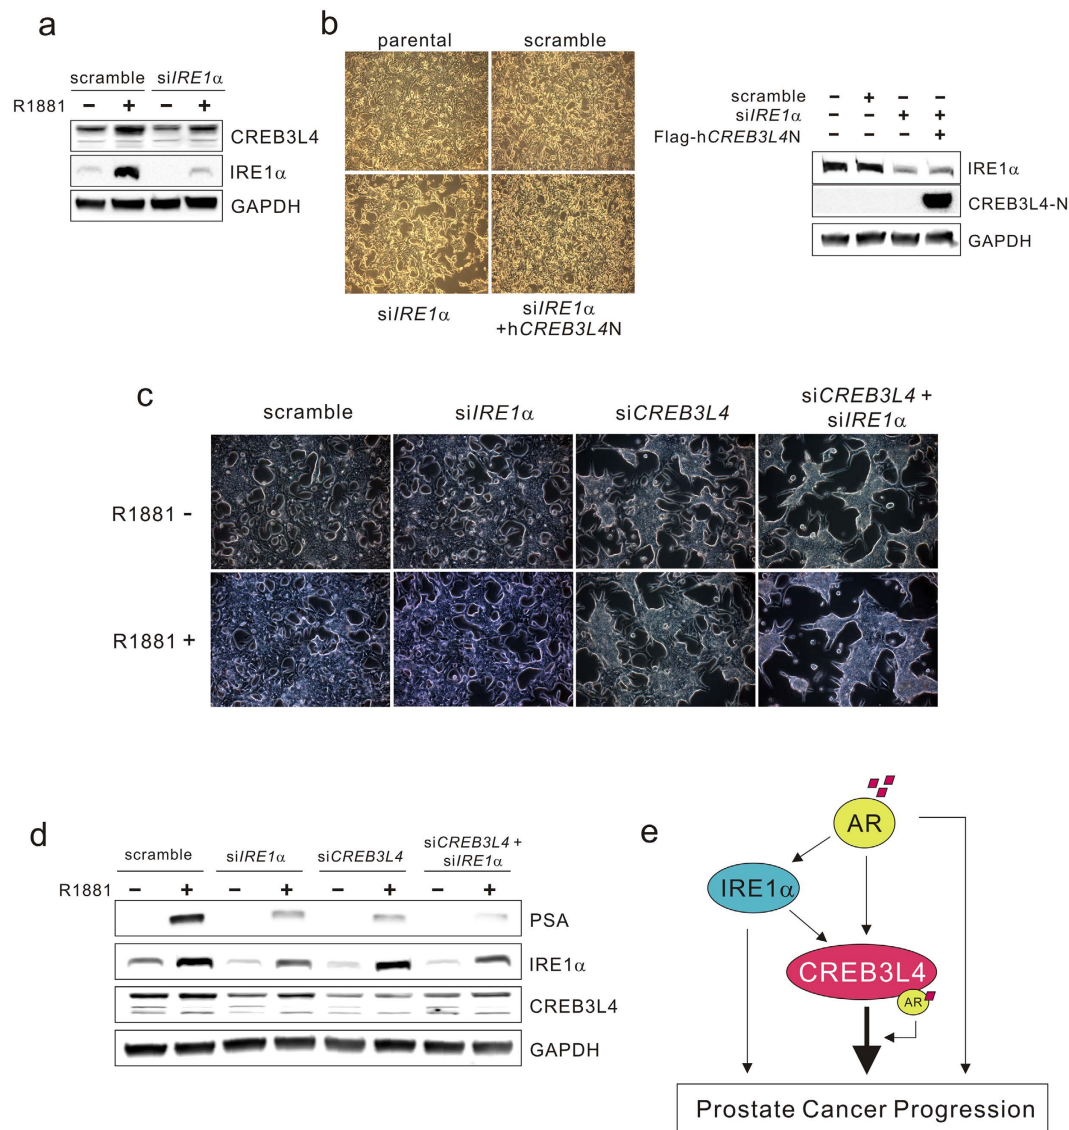 a
scramble siIRE1α
R1881 − + − +
CREB3L4
IRE1α
GAPDH
b
parental scramble
siIRE1α
siIRE1α
+hCREB3L4N
scramble − + − −
siIRE1α − − + +
Flag-hCREB3L4N − − − +
IRE1α
CREB3L4-N
GAPDH
c
scramble siIRE1α siCREB3L4 siCREB3L4 +
siIRE1α
R1881 -
R1881 +
d
scramble siIRE1α siCREB3L4 siCREB3L4 +
siIRE1α
R1881 − + − + − + − +
PSA
IRE1α
CREB3L4
GAPDH
e
AR
IRE1α
CREB3L4
AR
Prostate Cancer Progression